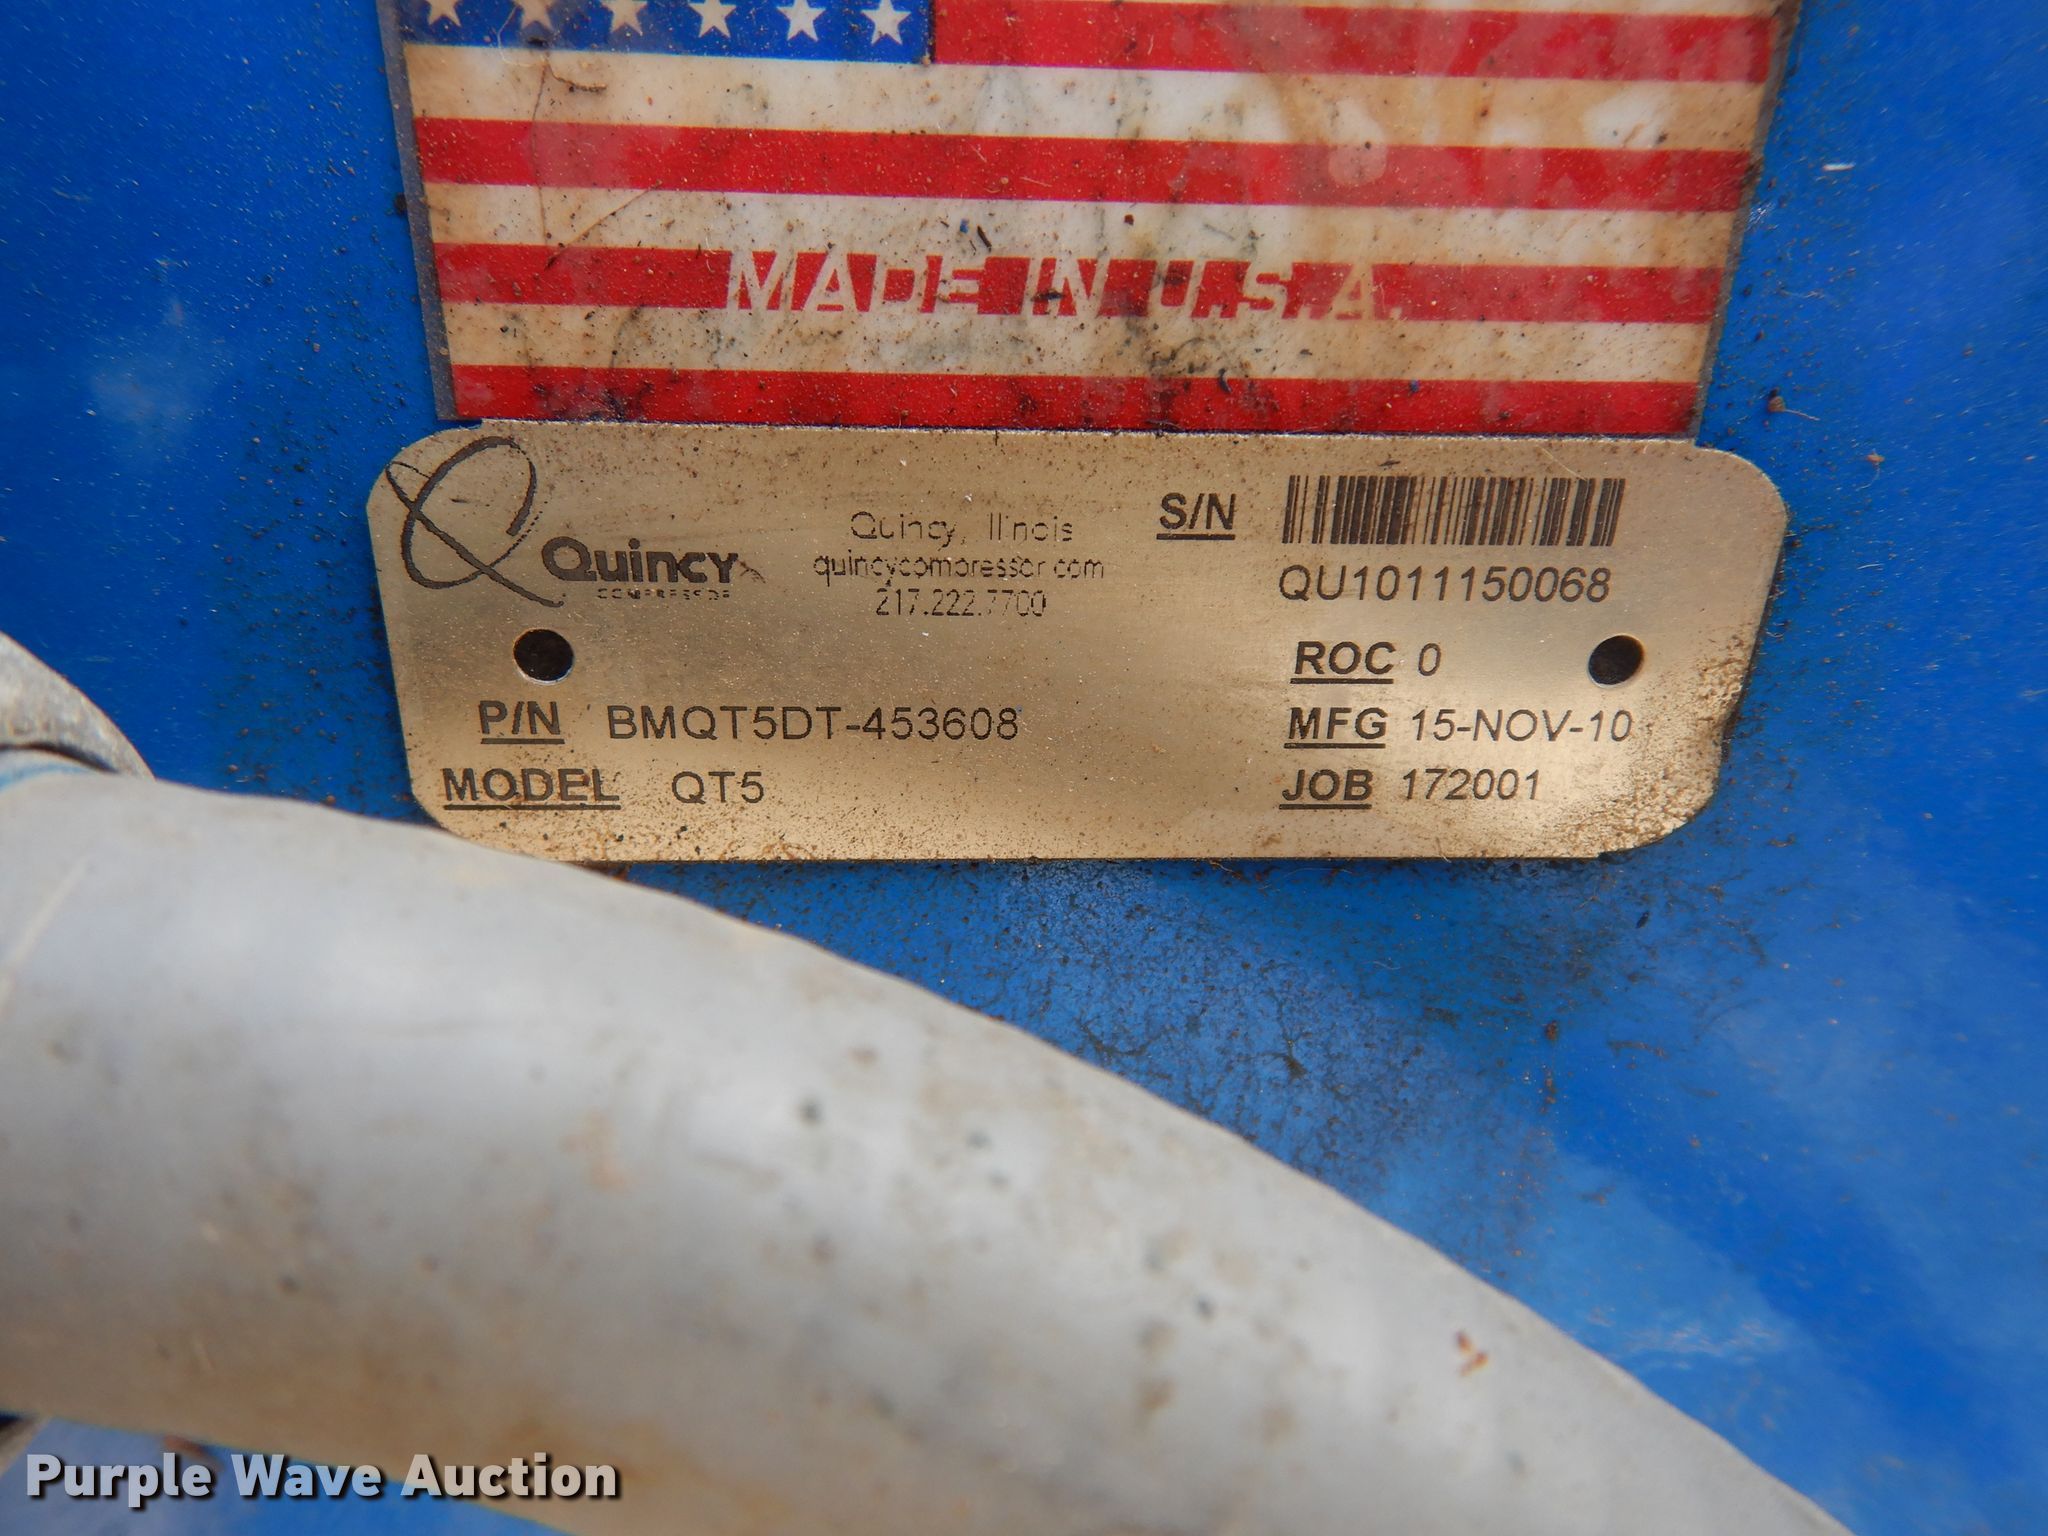 MADE IN U.S.A.
Quincy
COMPRESSOR
Quincy, Illinois
quincycompressor.com
217.222.7700
S/N
QU1011150068
ROC 0
P/N BMQT5DT-453608
MFG 15-NOV-10
MODEL QT5
JOB 172001
Purple Wave Auction